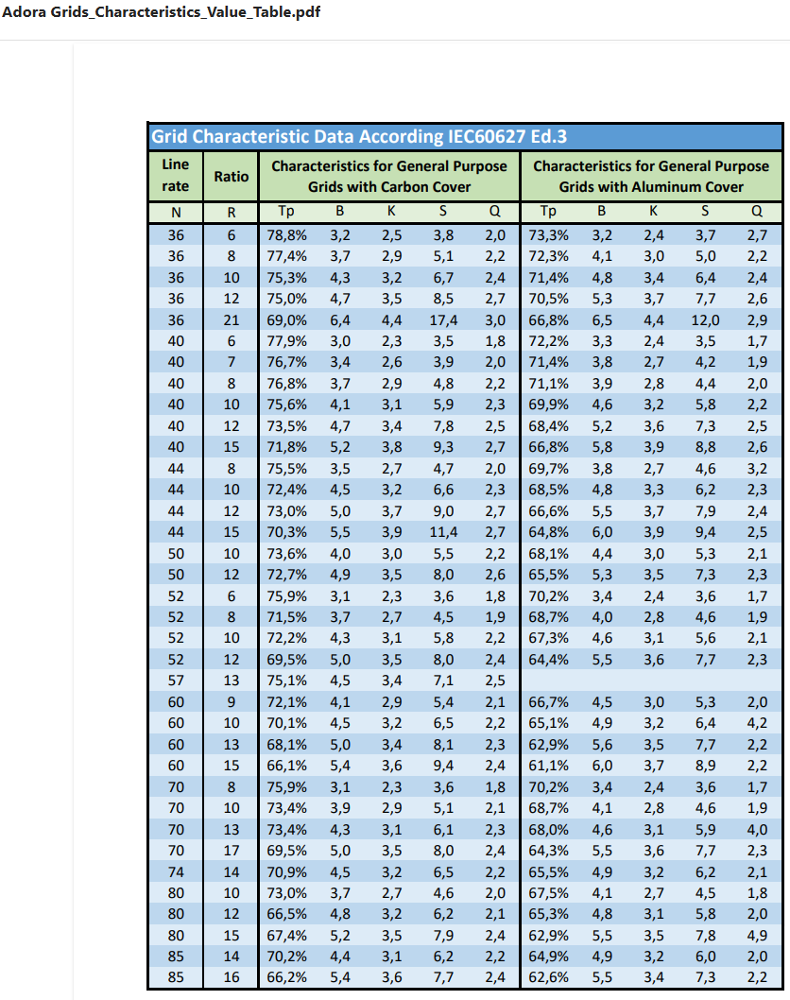 Adora Grids_Characteristics_Value_Table.pdf
Grid Characteristic Data According IEC60627 Ed.3
Line rate Ratio Characteristics for General Purpose Grids with Carbon Cover Characteristics for General Purpose Grids with Aluminum Cover
N R Tp B K S Q Tp B K S Q
36 6 78,8% 3,2 2,5 3,8 2,0 73,3% 3,2 2,4 3,7 2,7
36 8 77,4% 3,7 2,9 5,1 2,2 72,3% 4,1 3,0 5,0 2,2
36 10 75,3% 4,3 3,2 6,7 2,4 71,4% 4,8 3,4 6,4 2,4
36 12 75,0% 4,7 3,5 8,5 2,7 70,5% 5,3 3,7 7,7 2,6
36 21 69,0% 6,4 4,4 17,4 3,0 66,8% 6,5 4,4 12,0 2,9
40 6 77,9% 3,0 2,3 3,5 1,8 72,2% 3,3 2,4 3,5 1,7
40 7 76,7% 3,4 2,6 3,9 2,0 71,4% 3,8 2,7 4,2 1,9
40 8 76,8% 3,7 2,9 4,8 2,2 71,1% 3,9 2,8 4,4 2,0
40 10 75,6% 4,1 3,1 5,9 2,3 69,9% 4,6 3,2 5,8 2,2
40 12 73,5% 4,7 3,4 7,8 2,5 68,4% 5,2 3,6 7,3 2,5
40 15 71,8% 5,2 3,8 9,3 2,7 66,8% 5,8 3,9 8,8 2,6
44 8 75,5% 3,5 2,7 4,7 2,0 69,7% 3,8 2,7 4,6 3,2
44 10 72,4% 4,5 3,2 6,6 2,3 68,5% 4,8 3,3 6,2 2,3
44 12 73,0% 5,0 3,7 9,0 2,7 66,6% 5,5 3,7 7,9 2,4
44 15 70,3% 5,5 3,9 11,4 2,7 64,8% 6,0 3,9 9,4 2,5
50 10 73,6% 4,0 3,0 5,5 2,2 68,1% 4,4 3,0 5,3 2,1
50 12 72,7% 4,9 3,5 8,0 2,6 65,5% 5,3 3,5 7,3 2,3
52 6 75,9% 3,1 2,3 3,6 1,8 70,2% 3,4 2,4 3,6 1,7
52 8 71,5% 3,7 2,7 4,5 1,9 68,7% 4,0 2,8 4,6 1,9
52 10 72,2% 4,3 3,1 5,8 2,2 67,3% 4,6 3,1 5,6 2,1
52 12 69,5% 5,0 3,5 8,0 2,4 64,4% 5,5 3,6 7,7 2,3
57 13 75,1% 4,5 3,4 7,1 2,5
60 9 72,1% 4,1 2,9 5,4 2,1 66,7% 4,5 3,0 5,3 2,0
60 10 70,1% 4,5 3,2 6,5 2,2 65,1% 4,9 3,2 6,4 4,2
60 13 68,1% 5,0 3,4 8,1 2,3 62,9% 5,6 3,5 7,7 2,2
60 15 66,1% 5,4 3,6 9,4 2,4 61,1% 6,0 3,7 8,9 2,2
70 8 75,9% 3,1 2,3 3,6 1,8 70,2% 3,4 2,4 3,6 1,7
70 10 73,4% 3,9 2,9 5,1 2,1 68,7% 4,1 2,8 4,6 1,9
70 13 73,4% 4,3 3,1 6,1 2,3 68,0% 4,6 3,1 5,9 4,0
70 17 69,5% 5,0 3,5 8,0 2,4 64,3% 5,5 3,6 7,7 2,3
74 14 70,9% 4,5 3,2 6,5 2,2 65,5% 4,9 3,2 6,2 2,1
80 10 73,0% 3,7 2,7 4,6 2,0 67,5% 4,1 2,7 4,5 1,8
80 12 66,5% 4,8 3,2 6,2 2,1 65,3% 4,8 3,1 5,8 2,0
80 15 67,4% 5,2 3,5 7,9 2,4 62,9% 5,5 3,5 7,8 4,9
85 14 70,2% 4,4 3,1 6,2 2,2 64,9% 4,9 3,2 6,0 2,0
85 16 66,2% 5,4 3,6 7,7 2,4 62,6% 5,5 3,4 7,3 2,2